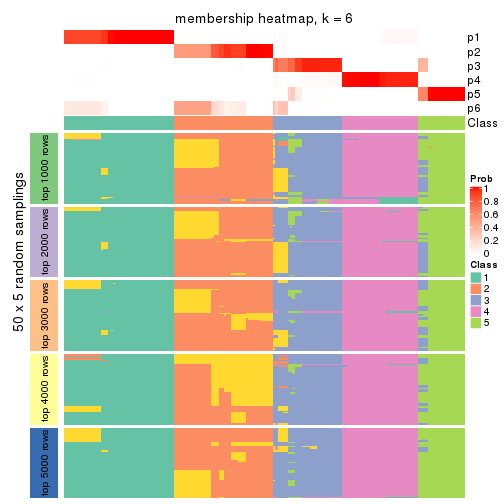 membership heatmap, k = 6
p1
p2
p3
p4
p5
p6
Class
50 x 5 random samplings
top 1000 rows
top 2000 rows
top 3000 rows
top 4000 rows
top 5000 rows
Prob
1
0.8
0.6
0.4
0.2
0
Class
1
2
3
4
5